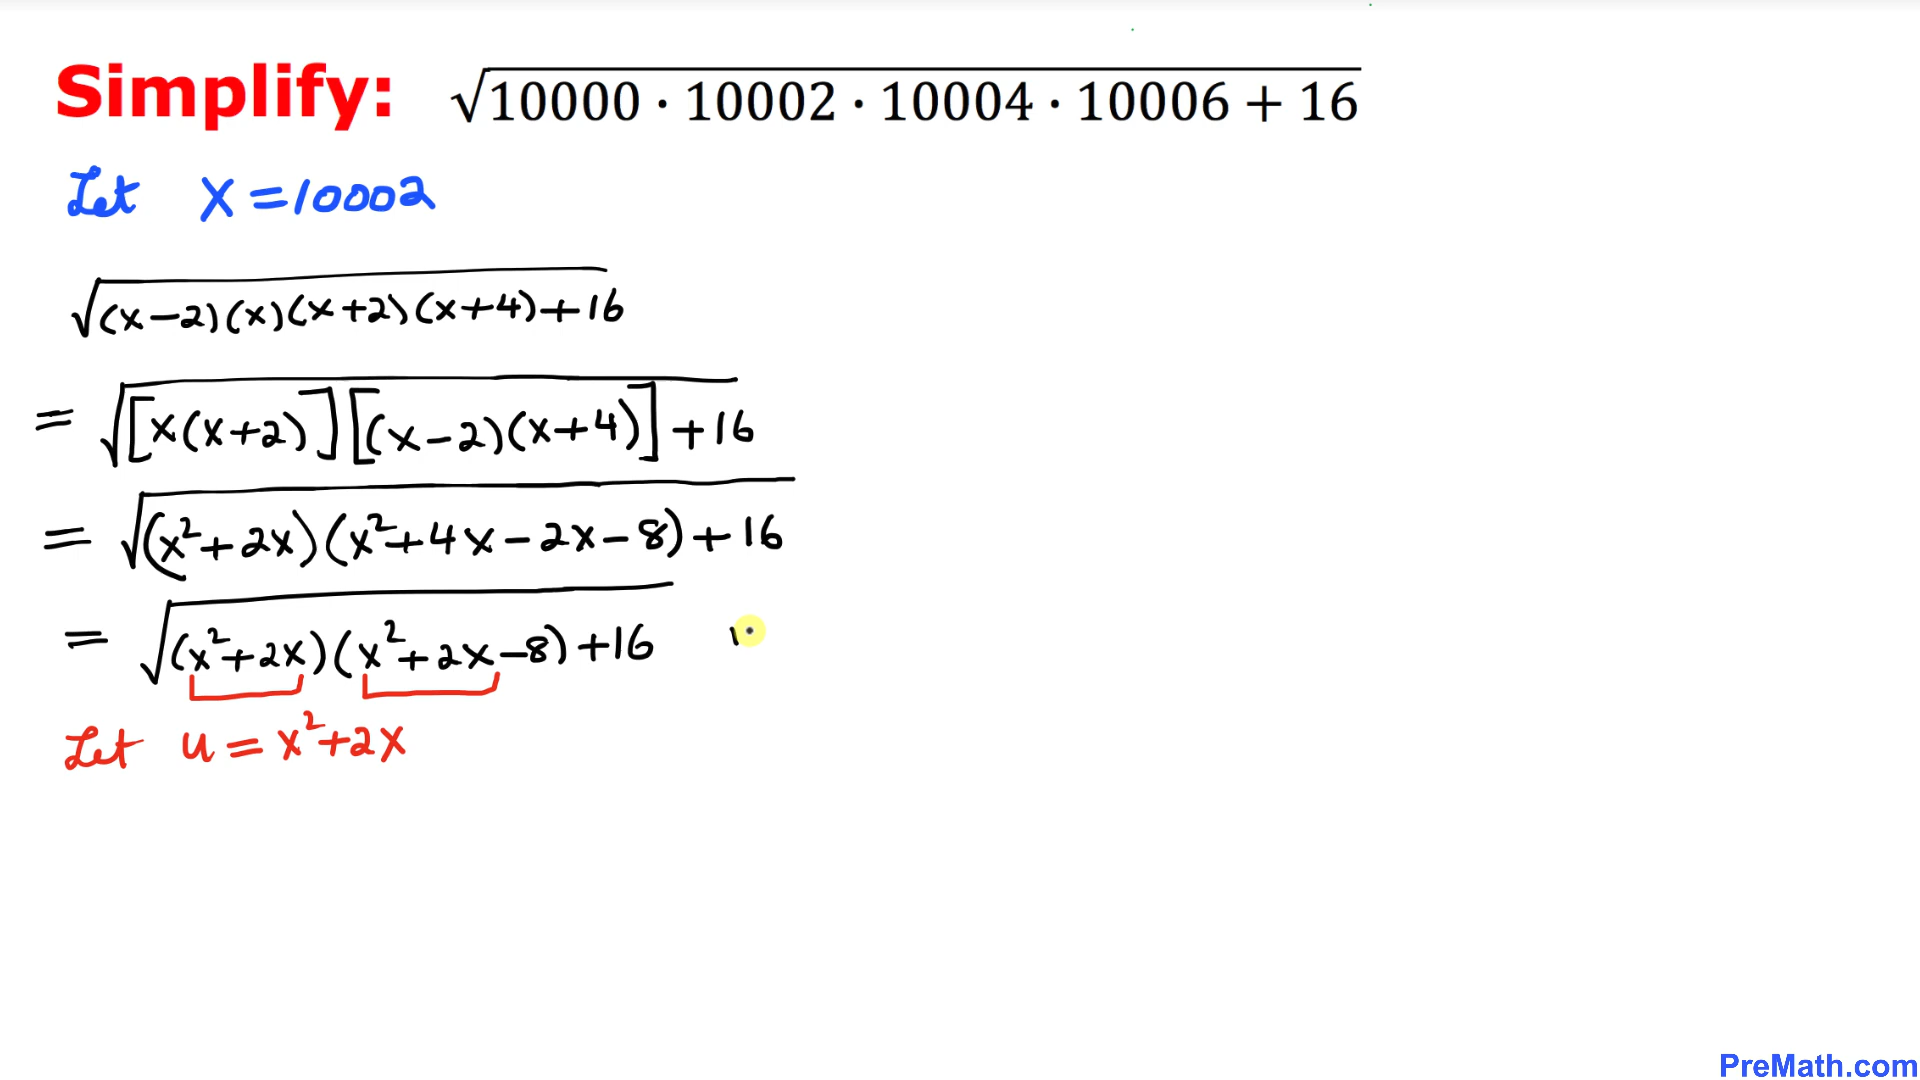 Simplify: √10000 · 10002 · 10004 · 10006 + 16
Let X = 10002
√(x-2)(x)(x+2)(x+4)+16
= √[x(x+2)][(x-2)(x+4)]+16
= √(x²+2x)(x²+4x-2x-8)+16
= √(x²+2x)(x²+2x-8)+16
Let u = x²+2x
PreMath.com